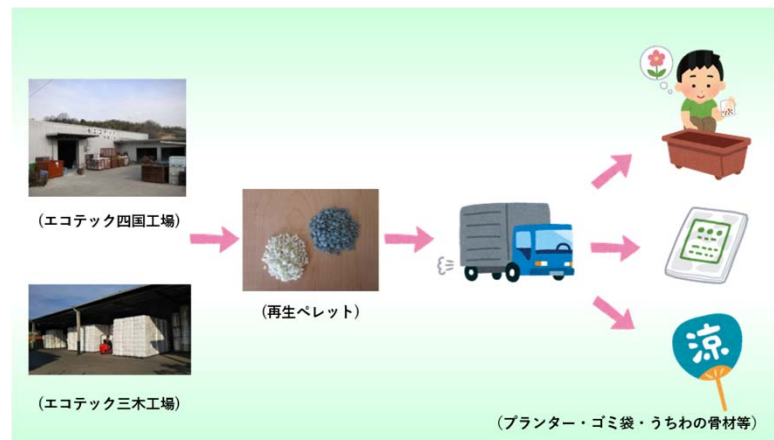 （エコテック四国工場）
（再生ペレット）
（エコテック三木工場）
涼
（プランター・ゴミ袋・うちわの骨材等）